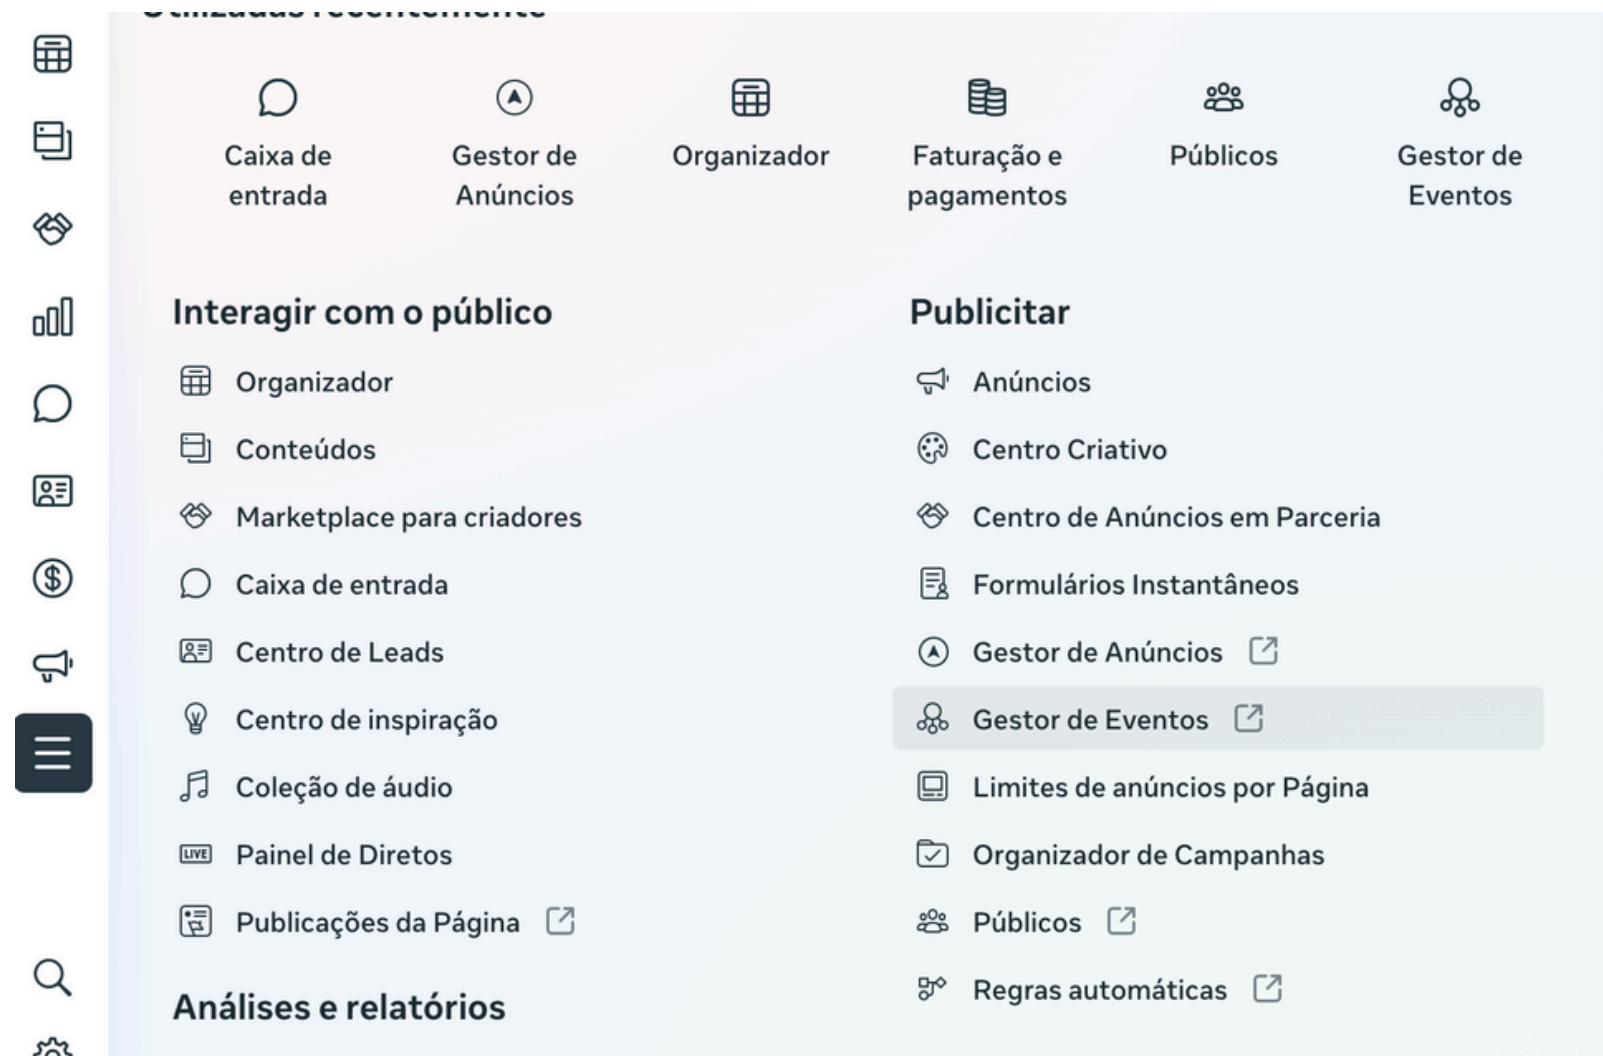 Utilizadas recentemente
Caixa de entrada
Gestor de Anúncios
Organizador
Faturação e pagamentos
Públicos
Gestor de Eventos
Interagir com o público
Organizador
Conteúdos
Marketplace para criadores
Caixa de entrada
Centro de Leads
Centro de inspiração
Coleção de áudio
LIVE Painel de Diretos
Publicações da Página
Análises e relatórios
Publicitar
Anúncios
Centro Criativo
Centro de Anúncios em Parceria
Formulários Instantâneos
Gestor de Anúncios
Gestor de Eventos
Limites de anúncios por Página
Organizador de Campanhas
Públicos
Regras automáticas